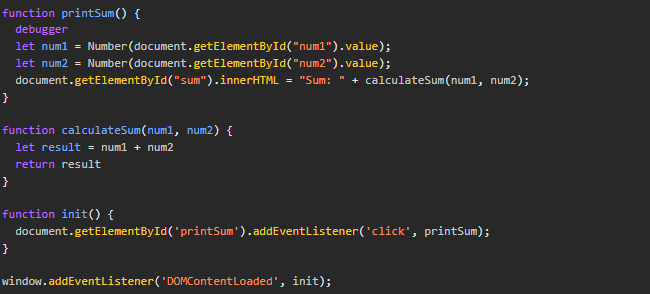 function printSum() {
  debugger
  let num1 = Number(document.getElementById("num1").value);
  let num2 = Number(document.getElementById("num2").value);
  document.getElementById("sum").innerHTML = "Sum: " + calculateSum(num1, num2);
}

function calculateSum(num1, num2) {
  let result = num1 + num2
  return result
}

function init() {
  document.getElementById('printSum').addEventListener('click', printSum);
}

window.addEventListener('DOMContentLoaded', init);